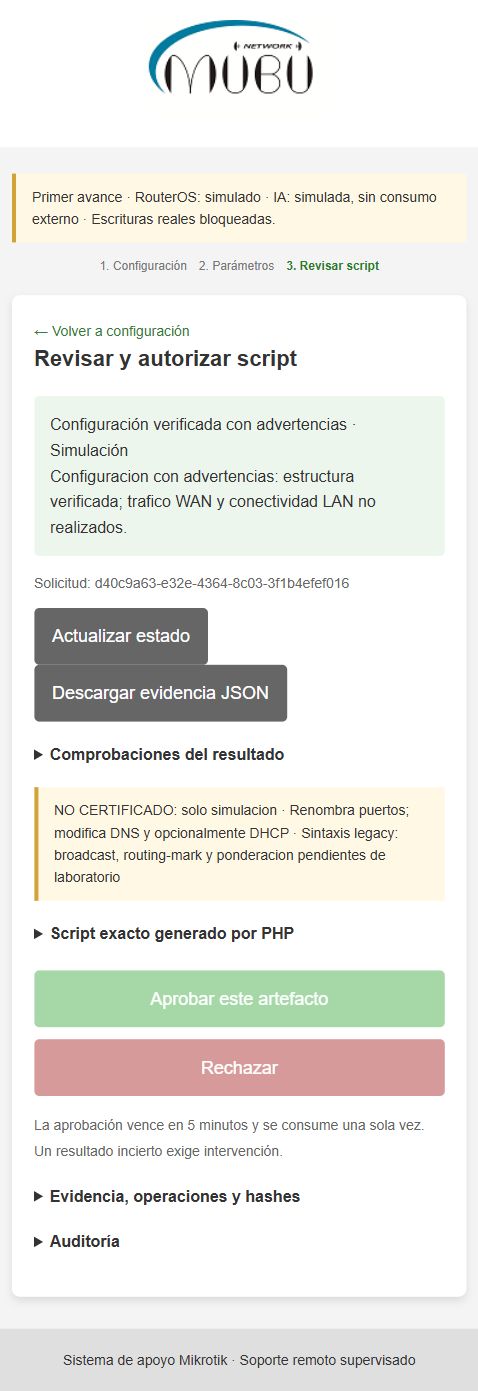 NETWORK
MUBU
Primer avance · RouterOS: simulado · IA: simulada, sin consumo
externo · Escrituras reales bloqueadas.
1. Configuración 2. Parámetros 3. Revisar script
← Volver a configuración
Revisar y autorizar script
Configuración verificada con advertencias ·
Simulación
Configuracion con advertencias: estructura
verificada; trafico WAN y conectividad LAN no
realizados.
Solicitud: d40c9a63-e32e-4364-8c03-3f1b4efef016
Actualizar estado
Descargar evidencia JSON
▶ Comprobaciones del resultado
NO CERTIFICADO: solo simulacion · Renombra puertos;
modifica DNS y opcionalmente DHCP · Sintaxis legacy:
broadcast, routing-mark y ponderacion pendientes de
laboratorio
▶ Script exacto generado por PHP
Aprobar este artefacto
Rechazar
La aprobación vence en 5 minutos y se consume una sola vez.
Un resultado incierto exige intervención.
▶ Evidencia, operaciones y hashes
▶ Auditoría
Sistema de apoyo Mikrotik · Soporte remoto supervisado